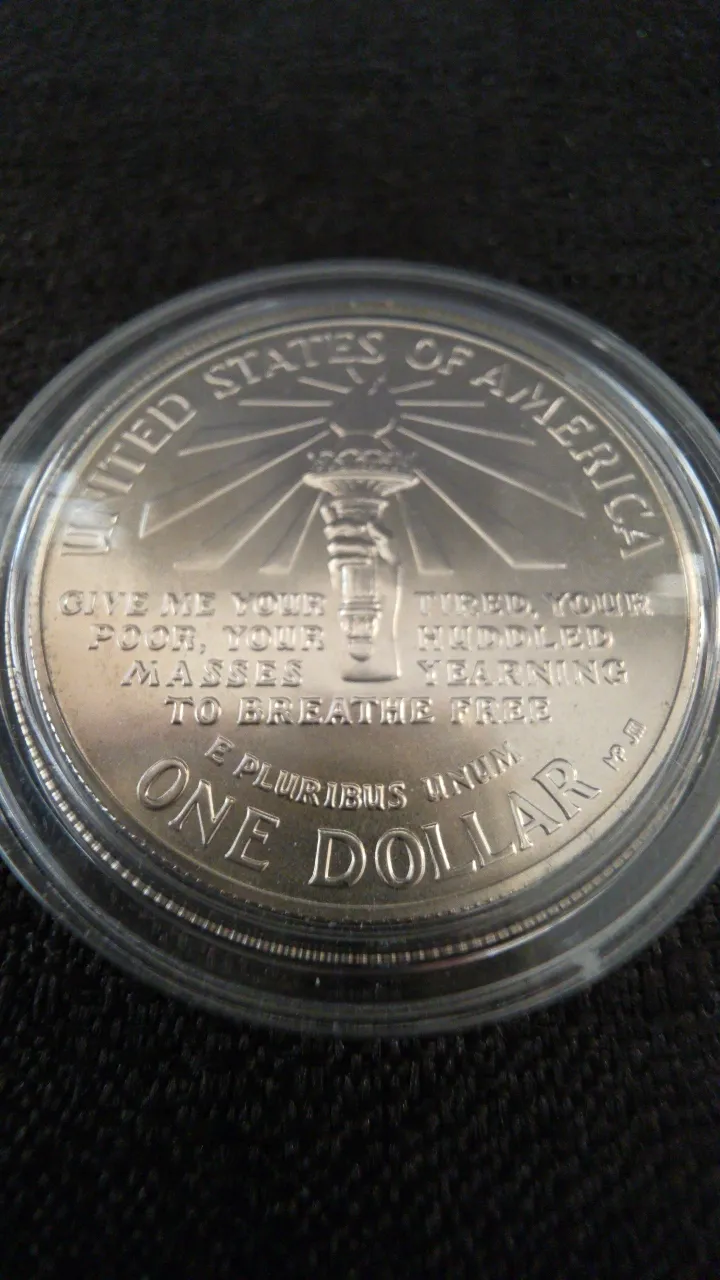 UNITED STATES OF AMERICA
GIVE ME YOUR TIRED, YOUR
POOR, YOUR HUDDLED
MASSES YEARNING
TO BREATHE FREE
E PLURIBUS UNUM
ONE DOLLAR